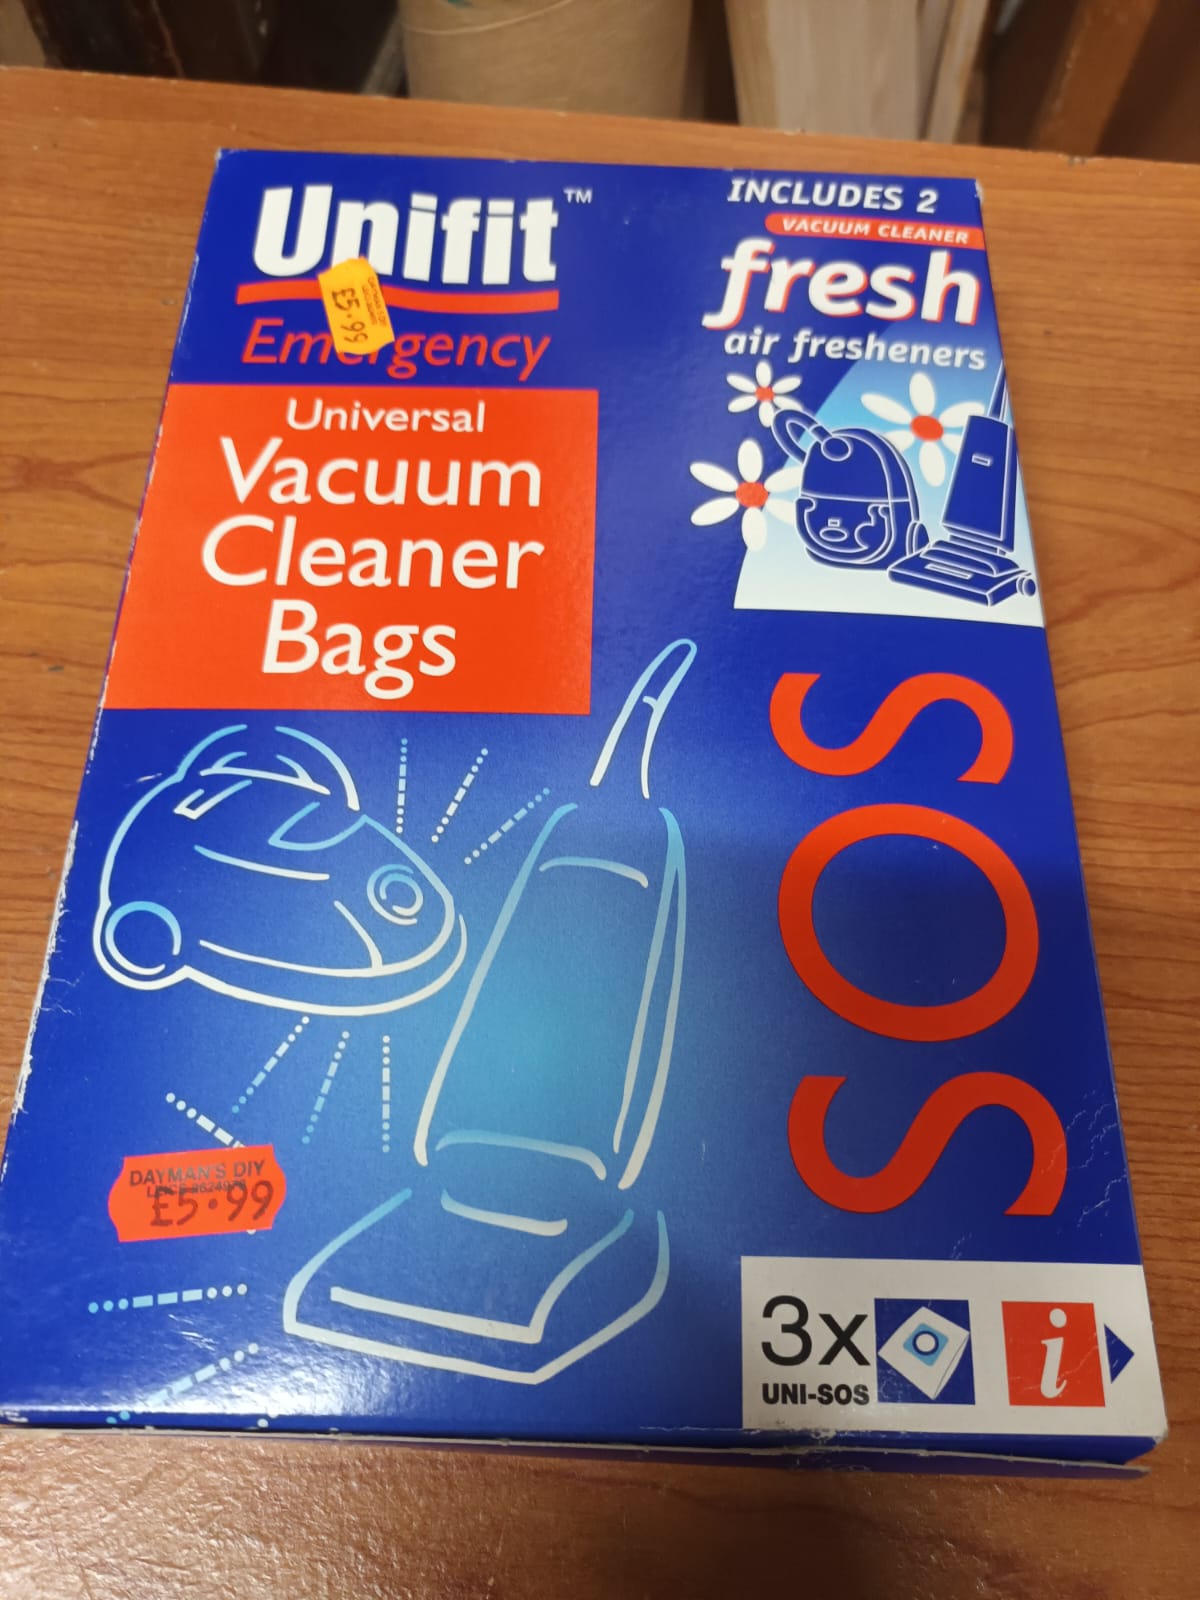 Unifit™
Emergency
£5.99
Universal
Vacuum
Cleaner
Bags
INCLUDES 2
VACUUM CLEANER
fresh
air fresheners
SOS
DAYMAN'S DIY
£5.99
3x
UNI-SOS
i